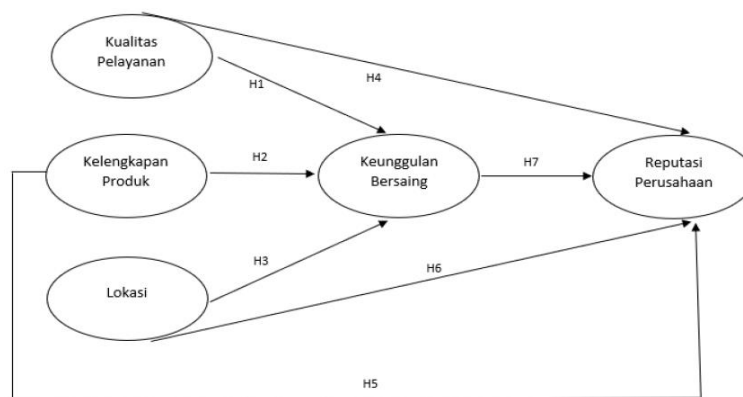 Kualitas
Pelayanan
H4
H1
Kelengkapan
Produk
H2
Keunggulan
Bersaing
H7
Reputasi
Perusahaan
H3
Lokasi
H6
H5